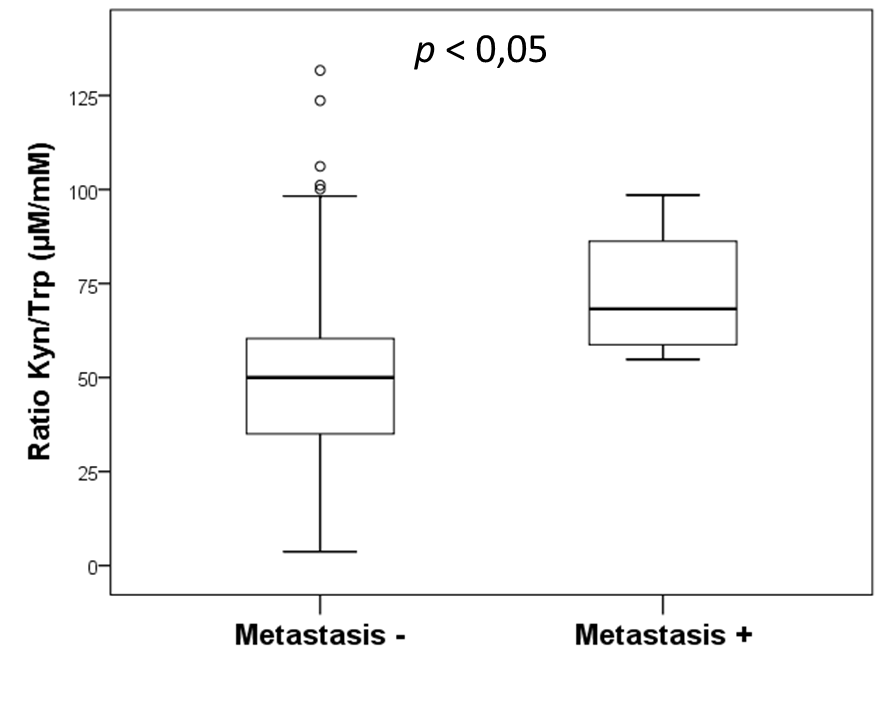 p < 0,05
Ratio Kyn/Trp (µM/mM)
125
100
75
50
25
0
Metastasis -
Metastasis +